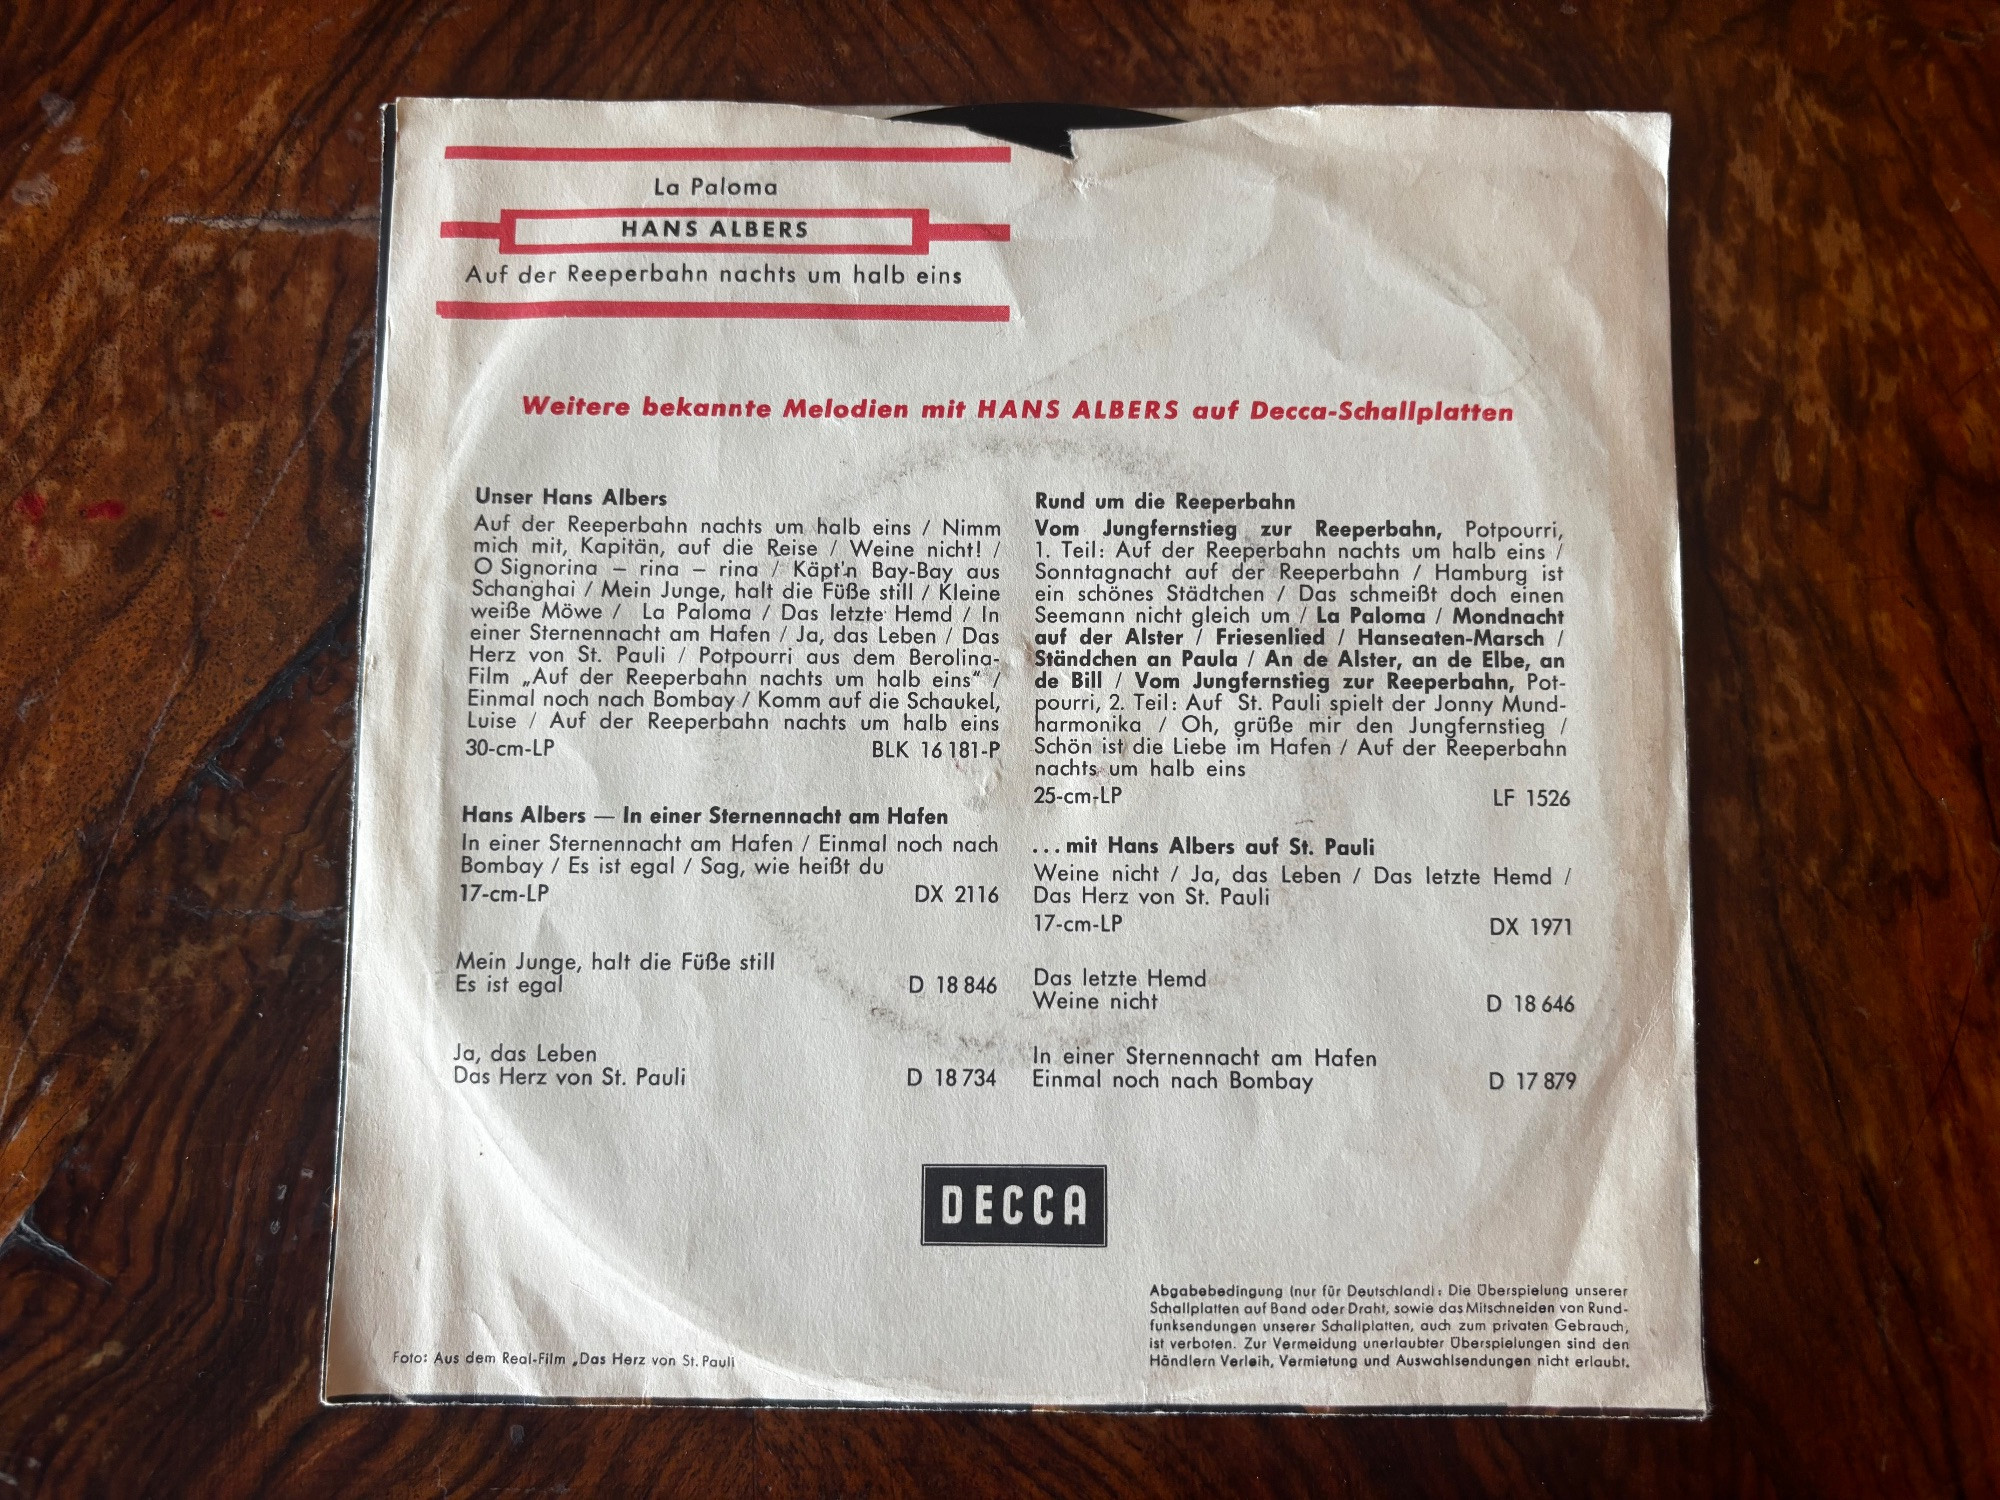 La Paloma
HANS ALBERS
Auf der Reeperbahn nachts um halb eins
Weitere bekannte Melodien mit HANS ALBERS auf Decca-Schallplatten
Unser Hans Albers
Auf der Reeperbahn nachts um halb eins / Nimm
mich mit, Kapitän, auf die Reise / Weine nicht! /
O Signorina – rina – rina / Käpt'n Bay-Bay aus
Schanghai / Mein Junge, halt die Füße still / Kleine
weiße Möwe / La Paloma / Das letzte Hemd / In
einer Sternennacht am Hafen / Ja, das Leben / Das
Herz von St. Pauli / Potpourri aus dem Berolina-
Film „Auf der Reeperbahn nachts um halb eins“ /
Einmal noch nach Bombay / Komm auf die Schaukel,
Luise / Auf der Reeperbahn nachts um halb eins
30-cm-LP BLK 16 181-P
Hans Albers — In einer Sternennacht am Hafen
In einer Sternennacht am Hafen / Einmal noch nach
Bombay / Es ist egal / Sag, wie heißt du
17-cm-LP DX 2116
Mein Junge, halt die Füße still
Es ist egal D 18 846
Ja, das Leben
Das Herz von St. Pauli D 18 734
Rund um die Reeperbahn
Vom Jungfernstieg zur Reeperbahn, Potpourri,
1. Teil: Auf der Reeperbahn nachts um halb eins /
Sonntagnacht auf der Reeperbahn / Hamburg ist
ein schönes Städtchen / Das schmeißt doch einen
Seemann nicht gleich um / La Paloma / Mondnacht
auf der Alster / Friesenlied / Hanseaten-Marsch /
Ständchen an Paula / An de Alster, an de Elbe, an
de Bill / Vom Jungfernstieg zur Reeperbahn, Pot-
pourri, 2. Teil: Auf St. Pauli spielt der Jonny Mund-
harmonika / Oh, grüße mir den Jungfernstieg /
Schön ist die Liebe im Hafen / Auf der Reeperbahn
nachts um halb eins
25-cm-LP LF 1526
...mit Hans Albers auf St. Pauli
Weine nicht / Ja, das Leben / Das letzte Hemd /
Das Herz von St. Pauli
17-cm-LP DX 1971
Das letzte Hemd
Weine nicht D 18 646
In einer Sternennacht am Hafen
Einmal noch nach Bombay D 17 879
DECCA
Abgabebedingung (nur für Deutschland): Die Überspielung unserer
Schallplatten auf Band oder Draht, sowie das Mitschneiden von Rund-
funksendungen unserer Schallplatten, auch zum privaten Gebrauch,
ist verboten. Zur Vermeidung unerlaubter Überspielungen sind den
Händlern Verleih, Vermietung und Auswahlsendungen nicht erlaubt.
Foto: Aus dem Real-Film „Das Herz von St. Pauli